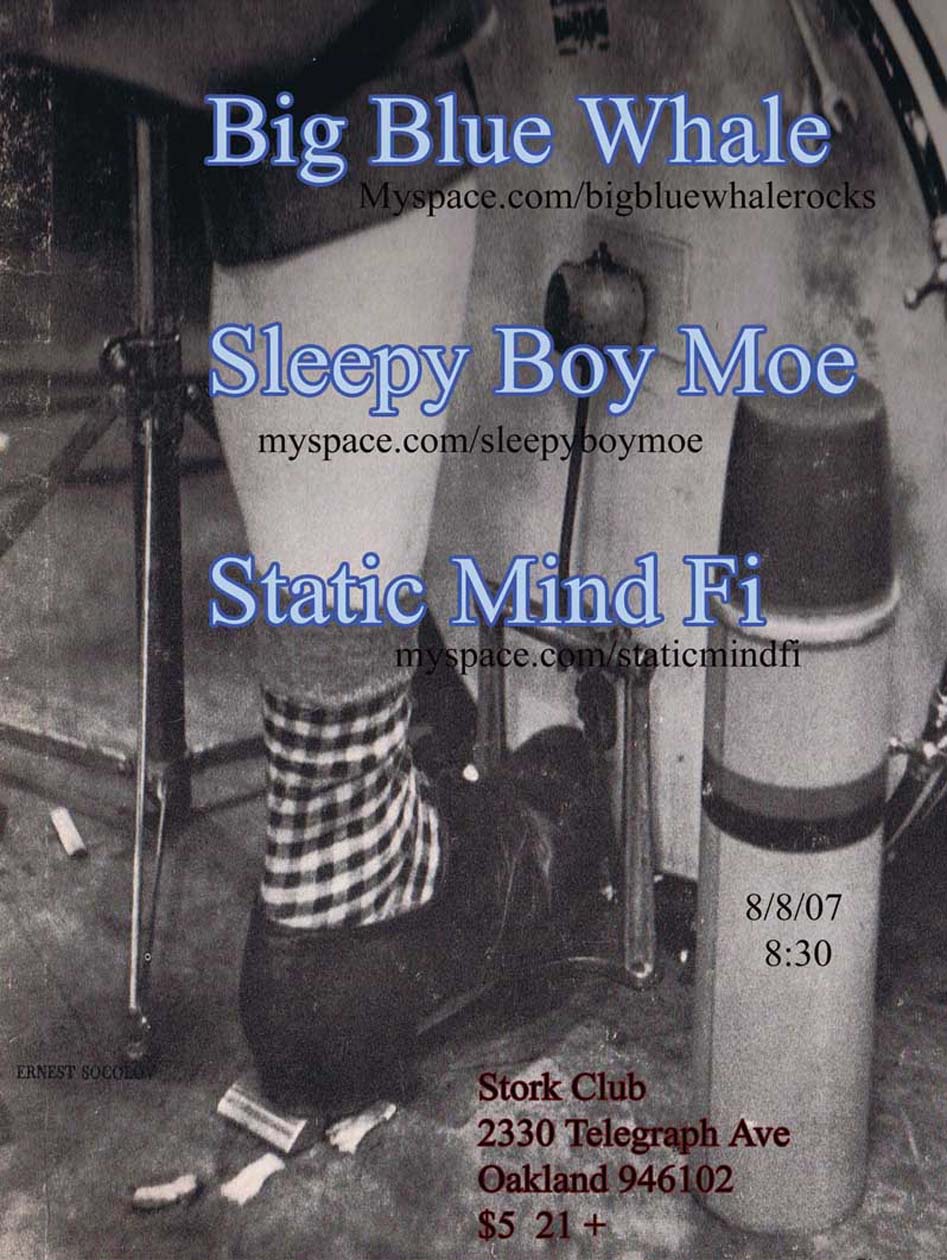 Big Blue Whale
Myspace.com/bigbluewhalerocks
Sleepy Boy Moe
myspace.com/sleepyboymoe
Static Mind Fi
myspace.com/staticmindfi
8/8/07
8:30
ERNEST
Stork Club
2330 Telegraph Ave
Oakland 946102
$5 21 +